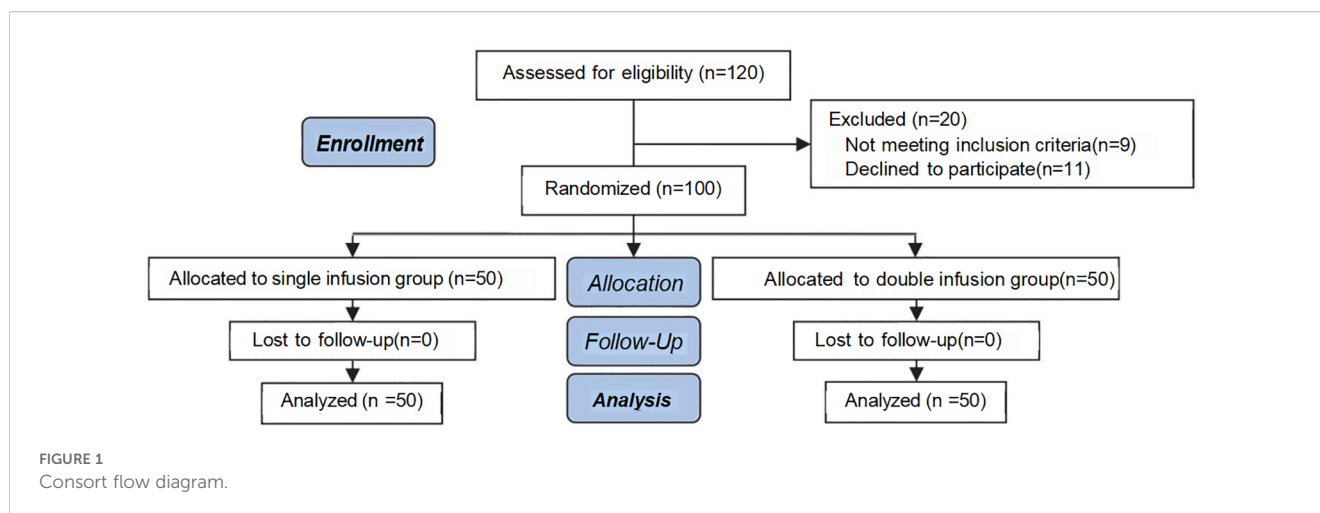 Assessed for eligibility (n=120)
Excluded (n=20)
Not meeting inclusion criteria(n=9)
Declined to participate(n=11)
Enrollment
Randomized (n=100)
Allocated to single infusion group (n=50)
Allocation
Allocated to double infusion group(n=50)
Lost to follow-up(n=0)
Follow-Up
Lost to follow-up(n=0)
Analyzed (n =50)
Analysis
Analyzed (n =50)
FIGURE 1
Consort flow diagram.